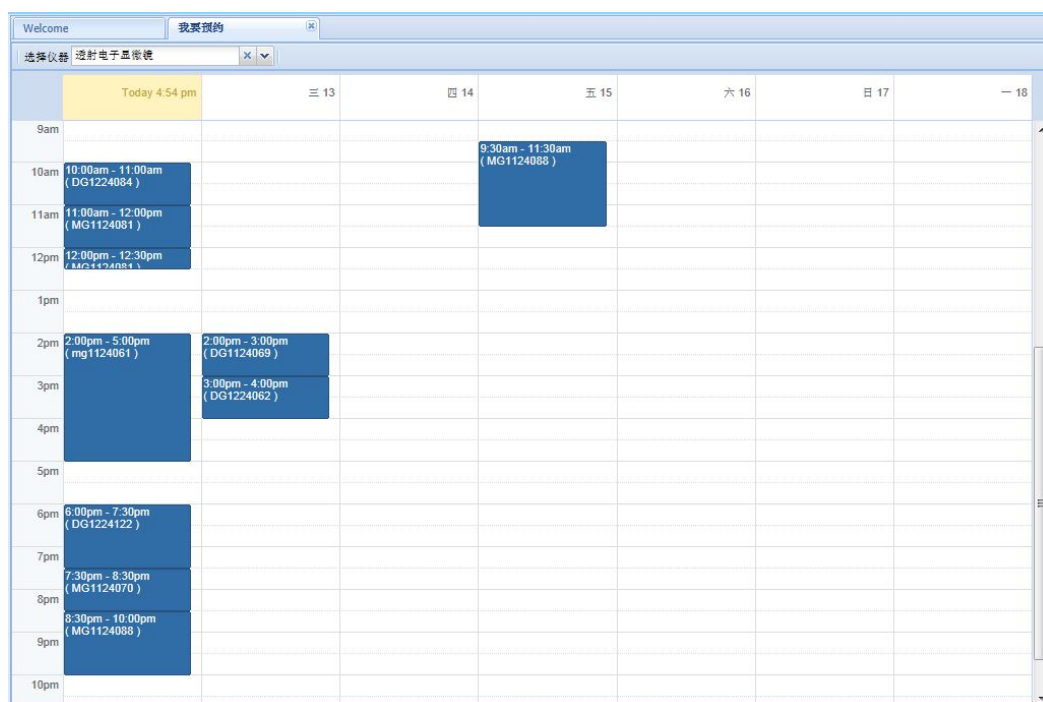 Welcome
我要预约
选择仪器 透射电子显微镜
Today 4:54 pm
三 13
四 14
五 15
六 16
日 17
一 18
9am
9:30am - 11:30am
( MG1124088 )
10am
10:00am - 11:00am
( DG1224084 )
11am
11:00am - 12:00pm
( MG1124081 )
12pm
12:00pm - 12:30pm
( MG1124081 )
1pm
2pm
2:00pm - 5:00pm
( mg1124061 )
2:00pm - 3:00pm
( DG1124069 )
3pm
3:00pm - 4:00pm
( DG1224062 )
4pm
5pm
6pm
6:00pm - 7:30pm
( DG1224122 )
7pm
7:30pm - 8:30pm
( MG1124070 )
8pm
8:30pm - 10:00pm
( MG1124088 )
9pm
10pm